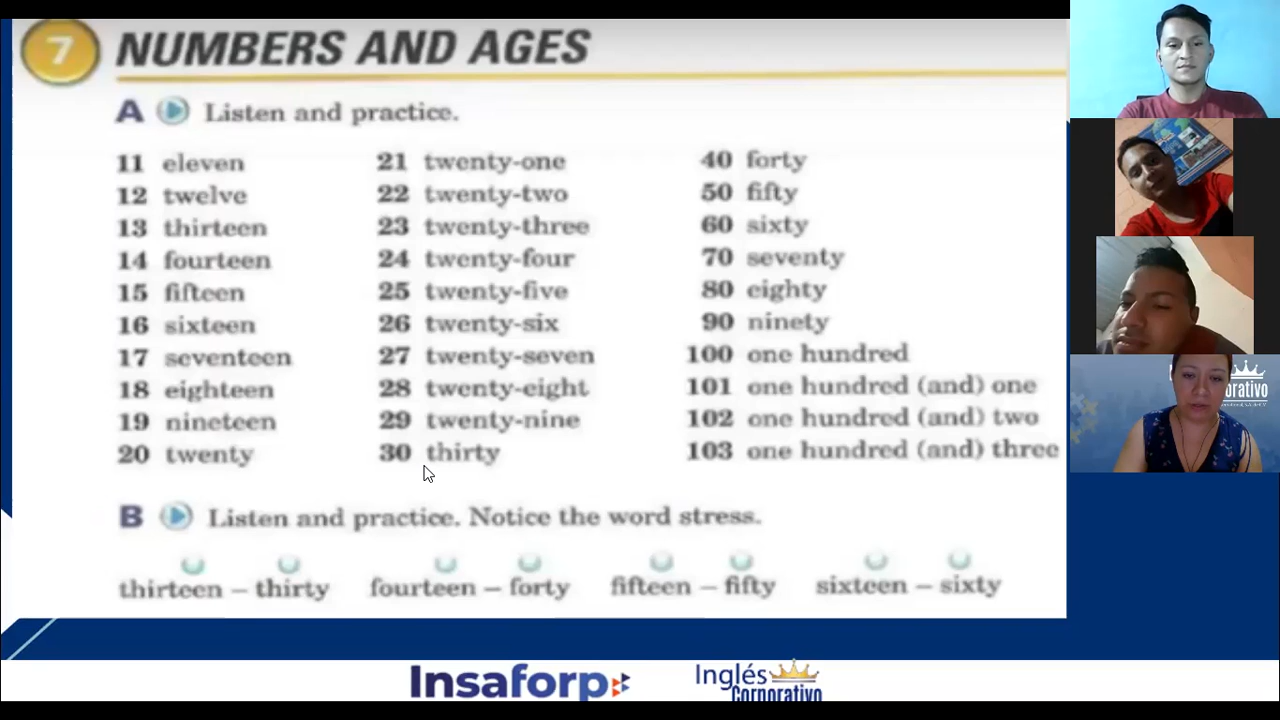 7 NUMBERS AND AGES
A Listen and practice.
11 eleven 21 twenty-one 40 forty
12 twelve 22 twenty-two 50 fifty
13 thirteen 23 twenty-three 60 sixty
14 fourteen 24 twenty-four 70 seventy
15 fifteen 25 twenty-five 80 eighty
16 sixteen 26 twenty-six 90 ninety
17 seventeen 27 twenty-seven 100 one hundred
18 eighteen 28 twenty-eight 101 one hundred (and) one
19 nineteen 29 twenty-nine 102 one hundred (and) two
20 twenty 30 thirty 103 one hundred (and) three
B Listen and practice. Notice the word stress.
thirteen – thirty fourteen – forty fifteen – fifty sixteen – sixty
Insaforp
Inglés
Corporativo